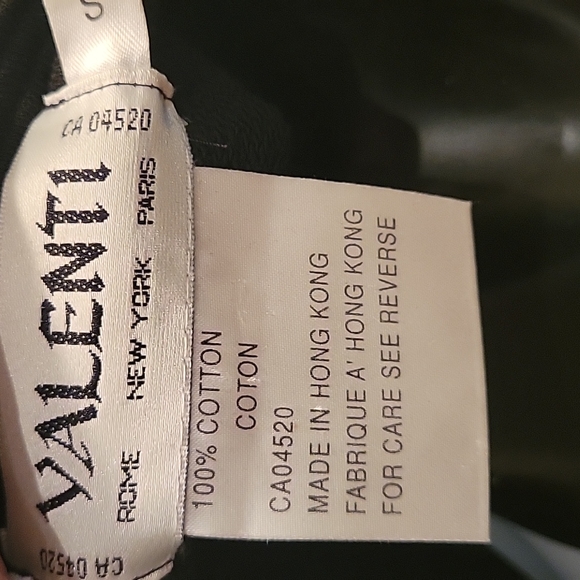 S
CA 04520
CA 04520
VALENTI
ROME NEW YORK PARIS
100% COTTON
COTON
CA04520
MADE IN HONG KONG
FABRIQUE A' HONG KONG
FOR CARE SEE REVERSE